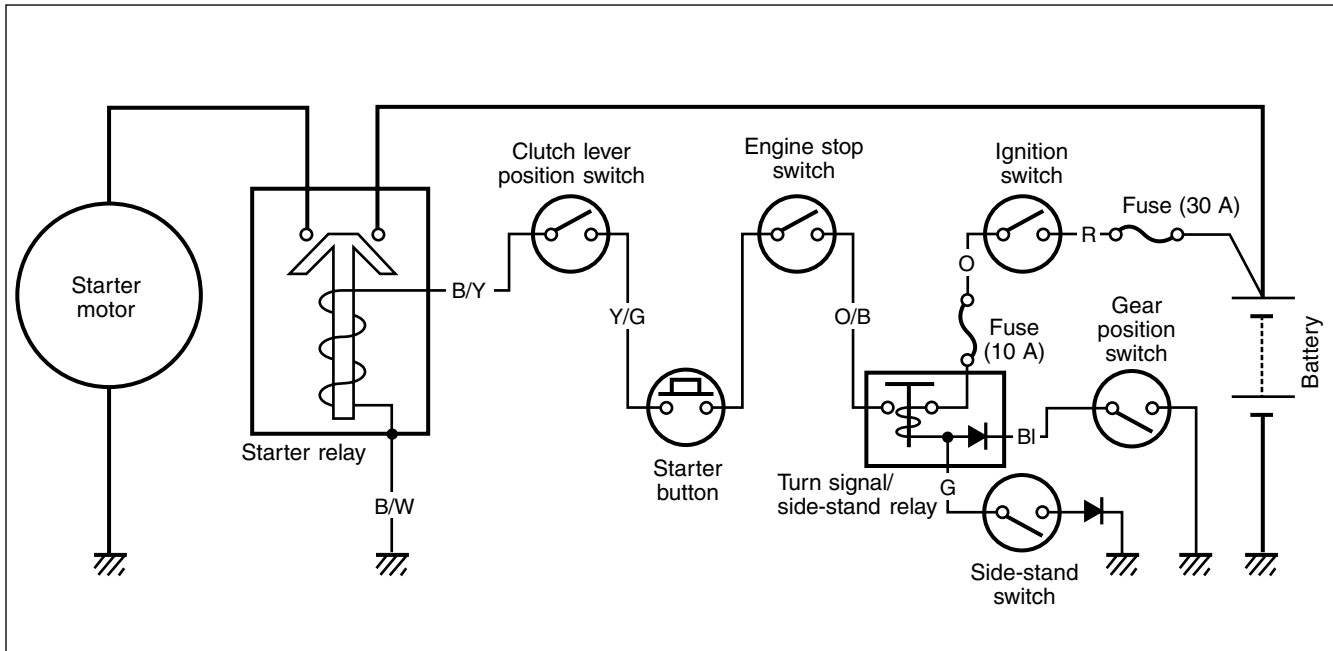 Clutch lever
position switch
Engine stop
switch
Ignition
switch
Fuse (30 A)
R
O
Starter
motor
B/Y
Y/G
O/B
Fuse
(10 A)
Gear
position
switch
Battery
Starter relay
B/W
Starter
button
Bl
Turn signal/
side-stand relay
G
Side-stand
switch